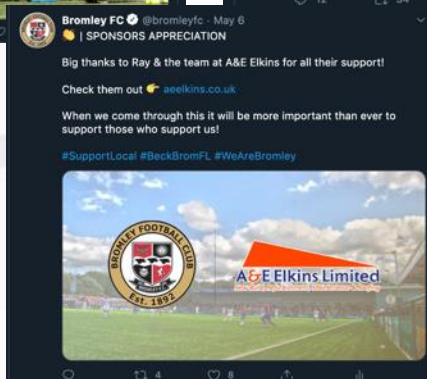 Bromley FC @bromleyfc · May 6
| SPONSORS APPRECIATION
Big thanks to Ray & the team at A&E Elkins for all their support!
Check them out aeelkins.co.uk
When we come through this it will be more important than ever to
support those who support us!
#SupportLocal #BeckBromFL #WeAreBromley
BROMLEY FOOTBALL CLUB
Est. 1892
A&E Elkins Limited
4
8